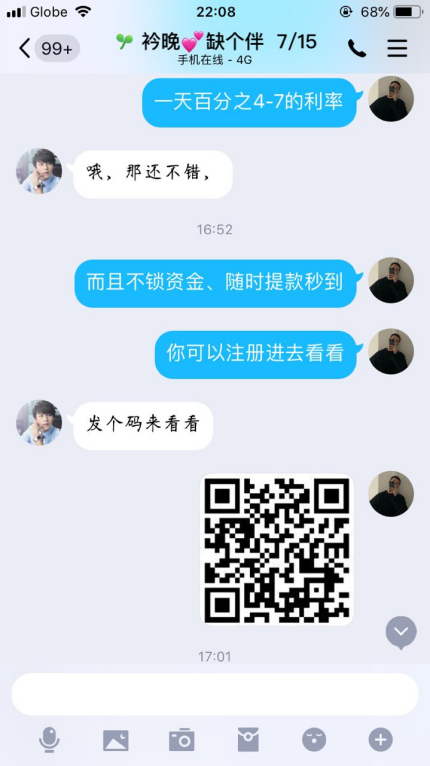 Globe
22:08
68%
99+
衿晚💕缺个伴 7/15
手机在线 - 4G
一天百分之4-7的利率
哦，那还不错，
16:52
而且不锁资金、随时提款秒到
你可以注册进去看看
发个码来看看
17:01